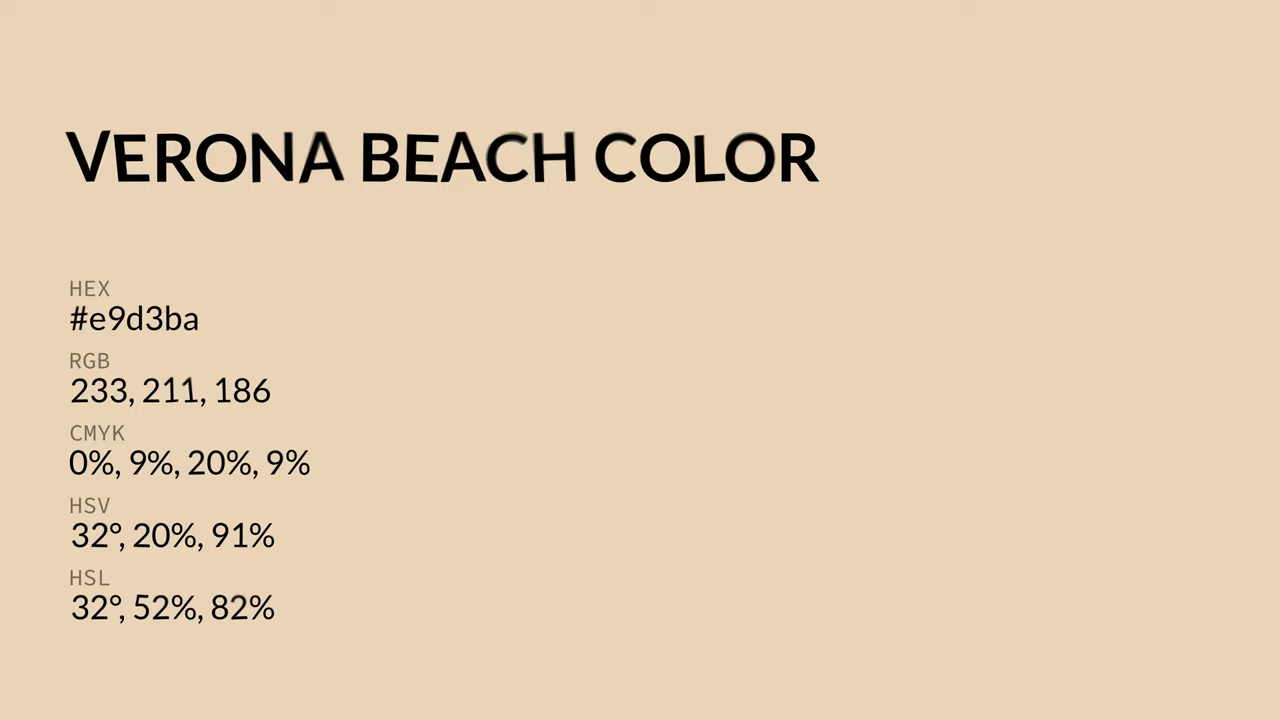 VERONA BEACH COLOR
HEX
#e9d3ba
RGB
233, 211, 186
CMYK
0%, 9%, 20%, 9%
HSV
32°, 20%, 91%
HSL
32°, 52%, 82%